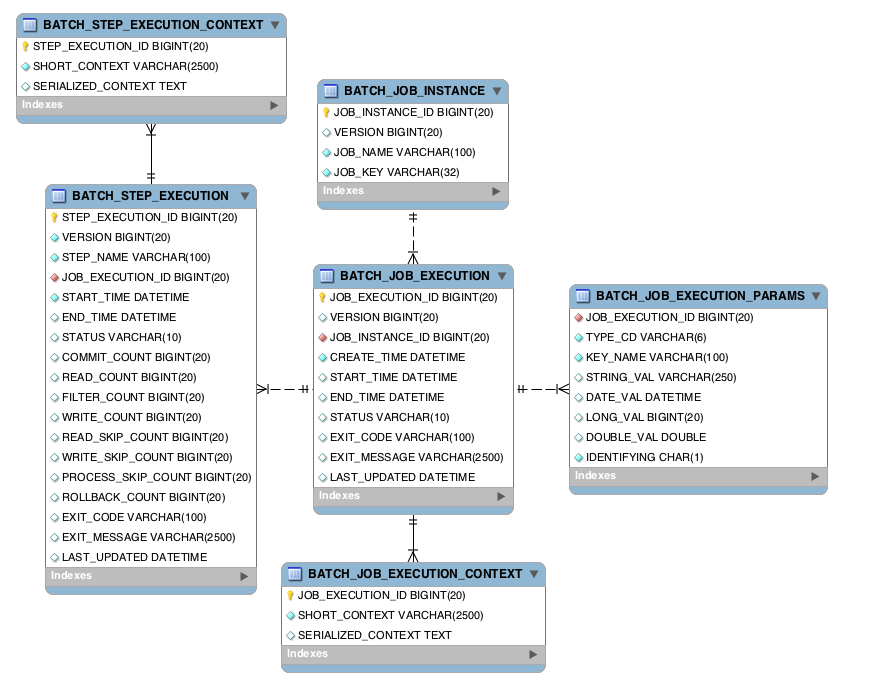 BATCH_STEP_EXECUTION_CONTEXT
STEP_EXECUTION_ID BIGINT(20)
SHORT_CONTEXT VARCHAR(2500)
SERIALIZED_CONTEXT TEXT
Indexes
BATCH_JOB_INSTANCE
JOB_INSTANCE_ID BIGINT(20)
VERSION BIGINT(20)
JOB_NAME VARCHAR(100)
JOB_KEY VARCHAR(32)
Indexes
BATCH_STEP_EXECUTION
STEP_EXECUTION_ID BIGINT(20)
VERSION BIGINT(20)
STEP_NAME VARCHAR(100)
JOB_EXECUTION_ID BIGINT(20)
START_TIME DATETIME
END_TIME DATETIME
STATUS VARCHAR(10)
COMMIT_COUNT BIGINT(20)
READ_COUNT BIGINT(20)
FILTER_COUNT BIGINT(20)
WRITE_COUNT BIGINT(20)
READ_SKIP_COUNT BIGINT(20)
WRITE_SKIP_COUNT BIGINT(20)
PROCESS_SKIP_COUNT BIGINT(20)
ROLLBACK_COUNT BIGINT(20)
EXIT_CODE VARCHAR(100)
EXIT_MESSAGE VARCHAR(2500)
LAST_UPDATED DATETIME
Indexes
BATCH_JOB_EXECUTION
JOB_EXECUTION_ID BIGINT(20)
VERSION BIGINT(20)
JOB_INSTANCE_ID BIGINT(20)
CREATE_TIME DATETIME
START_TIME DATETIME
END_TIME DATETIME
STATUS VARCHAR(10)
EXIT_CODE VARCHAR(100)
EXIT_MESSAGE VARCHAR(2500)
LAST_UPDATED DATETIME
Indexes
BATCH_JOB_EXECUTION_PARAMS
JOB_EXECUTION_ID BIGINT(20)
TYPE_CD VARCHAR(6)
KEY_NAME VARCHAR(100)
STRING_VAL VARCHAR(250)
DATE_VAL DATETIME
LONG_VAL BIGINT(20)
DOUBLE_VAL DOUBLE
IDENTIFYING CHAR(1)
Indexes
BATCH_JOB_EXECUTION_CONTEXT
JOB_EXECUTION_ID BIGINT(20)
SHORT_CONTEXT VARCHAR(2500)
SERIALIZED_CONTEXT TEXT
Indexes